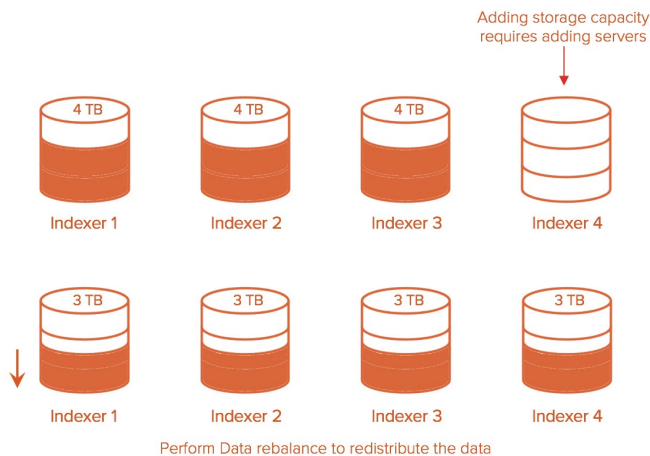 Adding storage capacity
requires adding servers
4 TB
4 TB
4 TB
Indexer 1
Indexer 2
Indexer 3
Indexer 4
3 TB
3 TB
3 TB
3 TB
Indexer 1
Indexer 2
Indexer 3
Indexer 4
Perform Data rebalance to redistribute the data